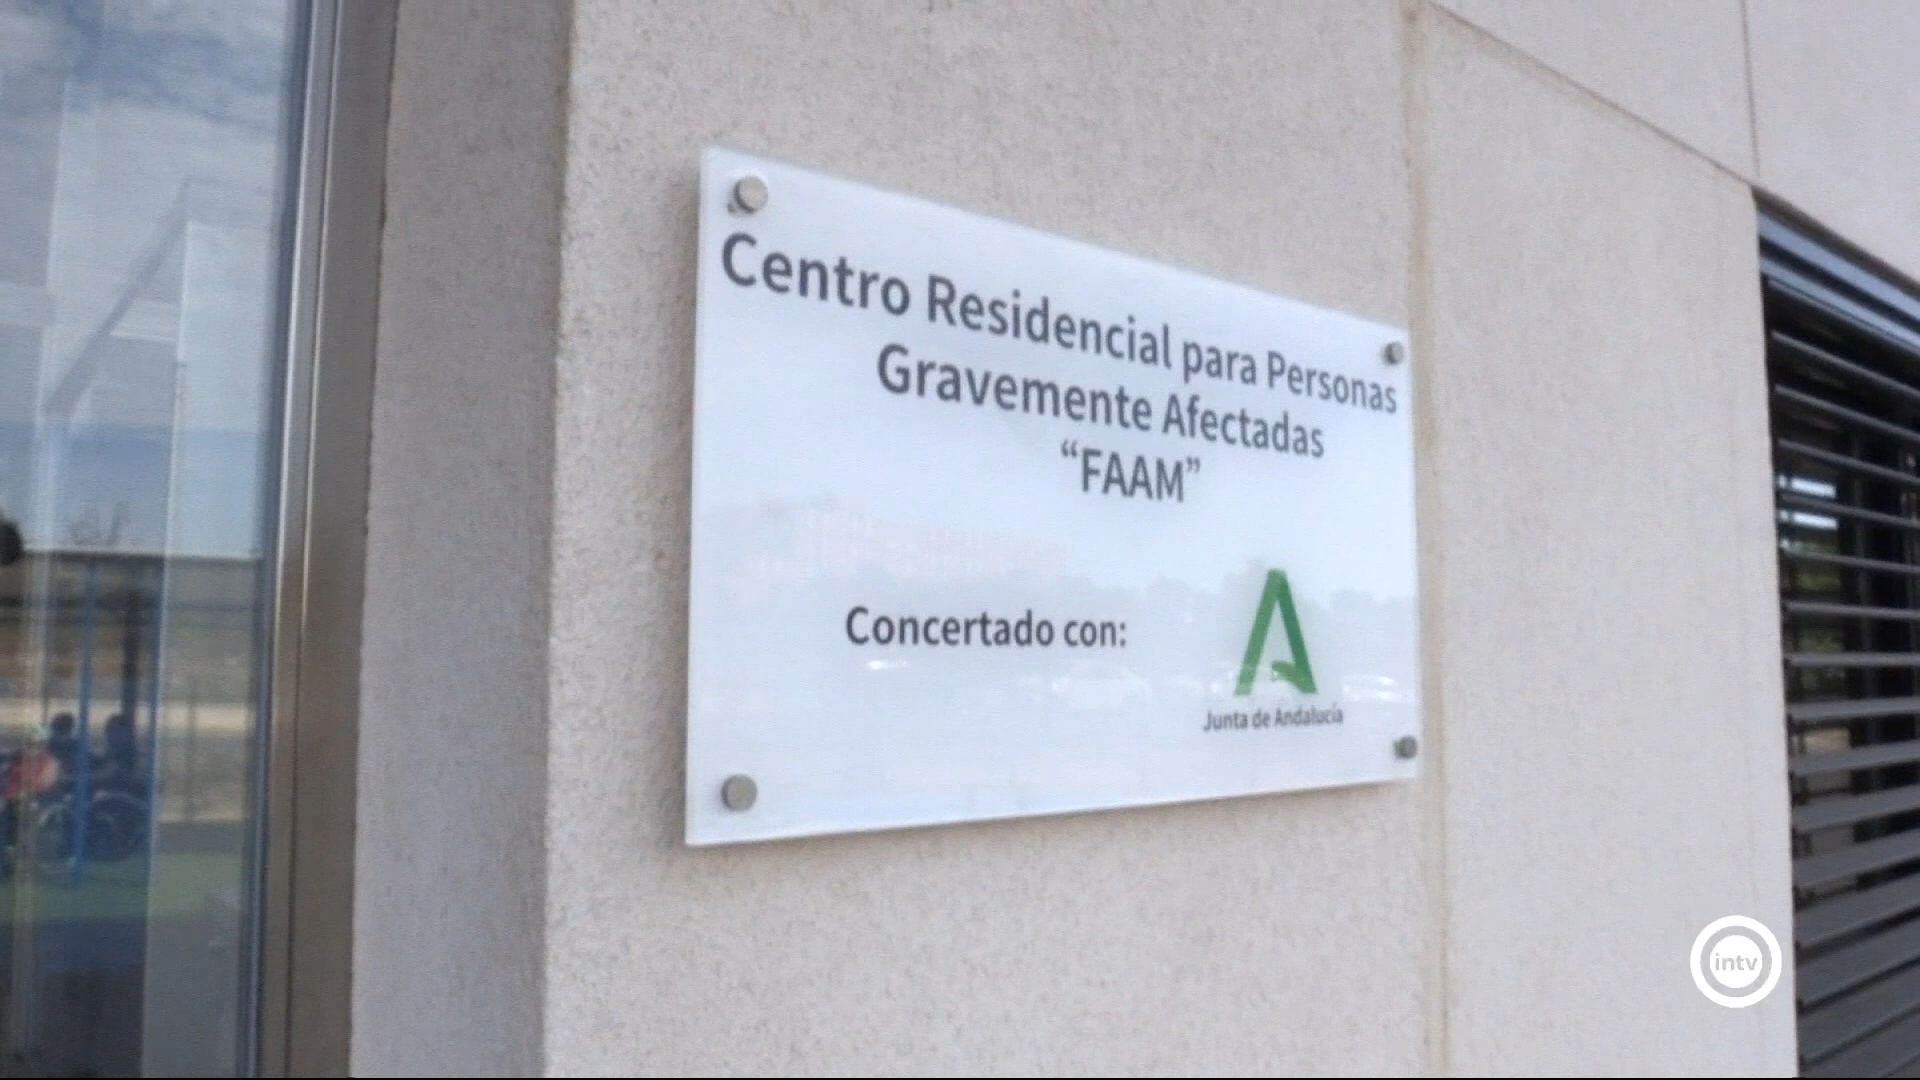 Centro Residencial para Personas
Gravemente Afectadas
“FAAM”
Concertado con:
Junta de Andalucía
intv